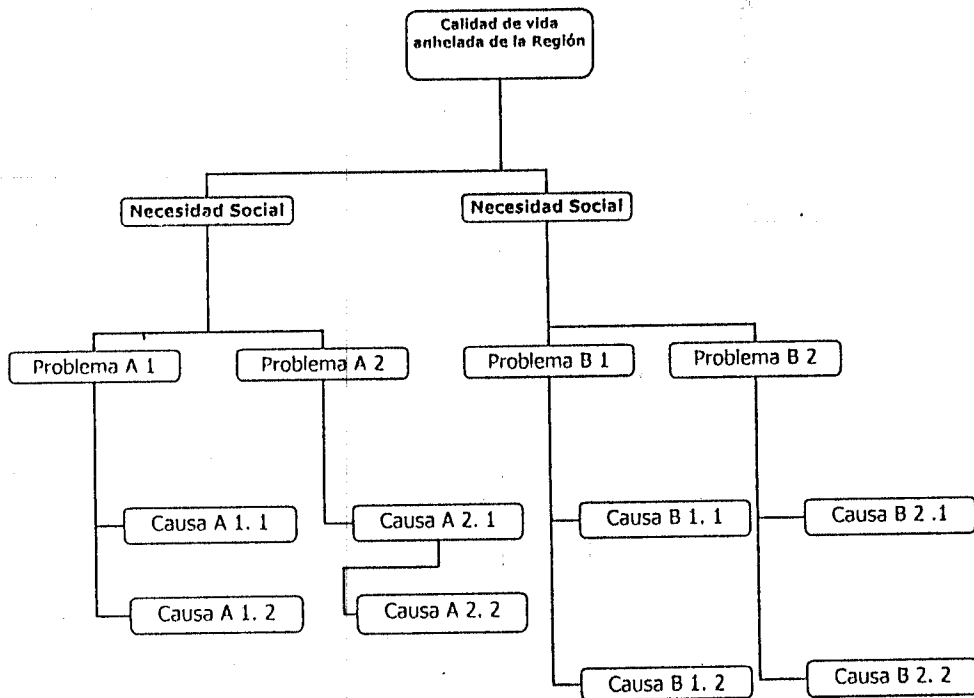 Calidad de vida
anhelada de la Región
Necesidad Social
Necesidad Social
Problema A 1
Problema A 2
Problema B 1
Problema B 2
Causa A 1. 1
Causa A 2. 1
Causa B 1. 1
Causa B 2 .1
Causa A 1. 2
Causa A 2. 2
Causa B 1. 2
Causa B 2. 2